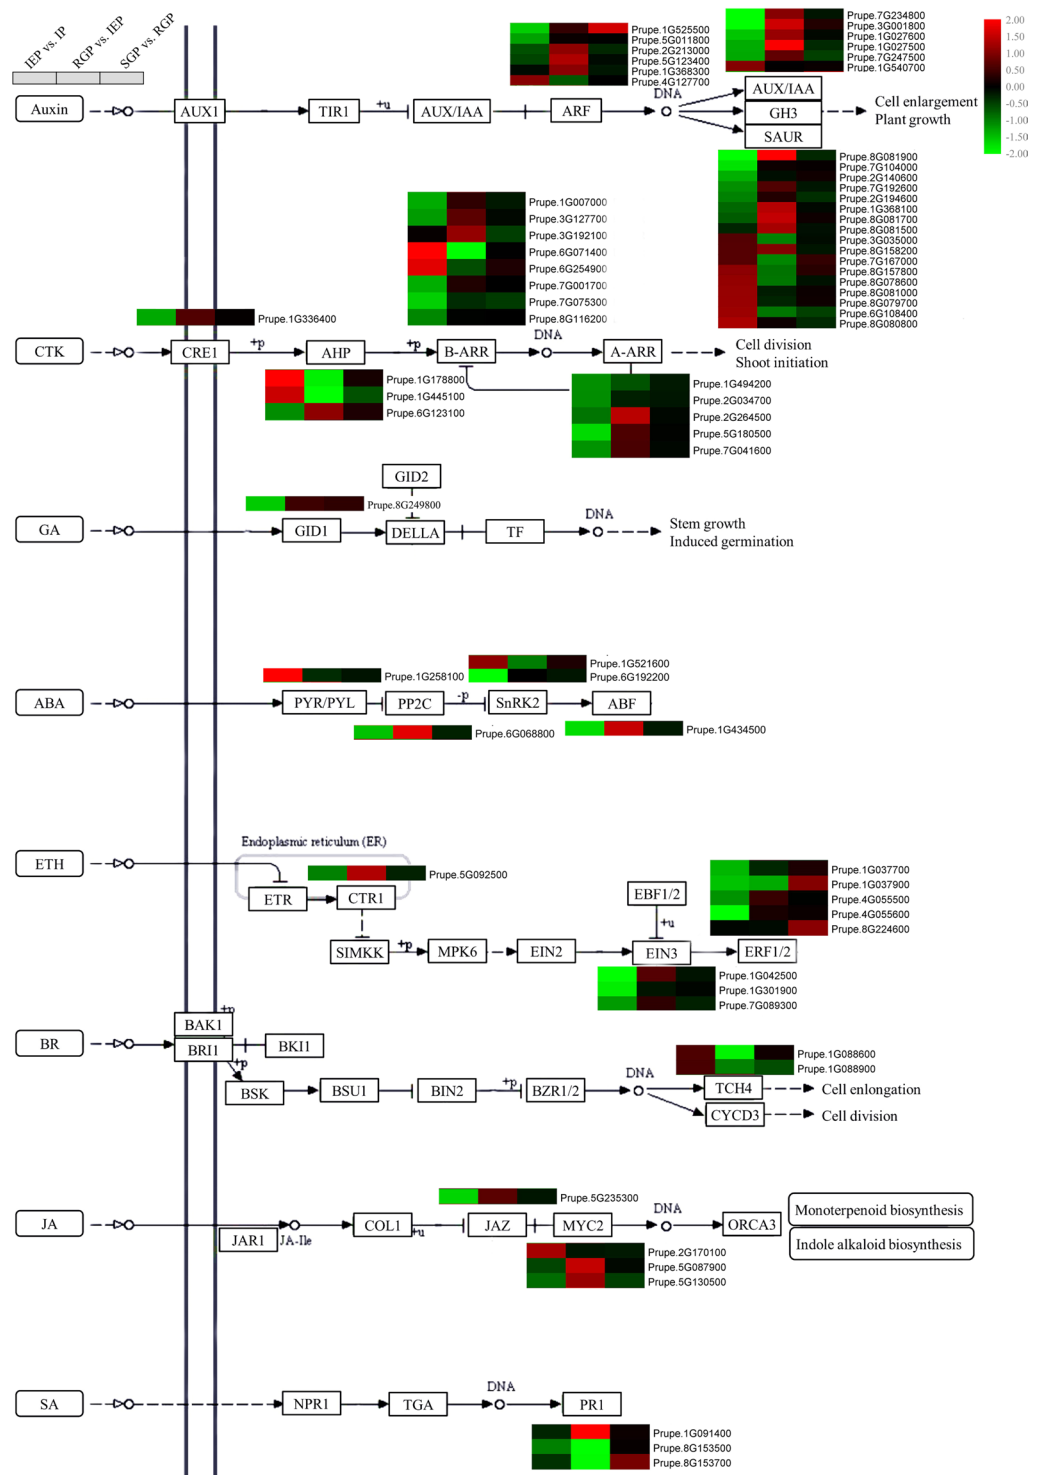 IEP vs. IP
RGP vs. IEP
SGP vs. RGP
Prupe.1G525500
Prupe.5G011800
Prupe.2G213000
Prupe.5G123400
Prupe.1G368300
Prupe.4G127700
Prupe.7G234800
Prupe.3G001800
Prupe.1G027600
Prupe.1G027500
Prupe.7G247500
Prupe.1G540700
2.00
1.50
1.00
0.50
0.00
-0.50
-1.00
-1.50
-2.00
Auxin
AUX1
TIR1
+u
AUX/IAA
ARF
DNA
AUX/IAA
GH3
SAUR
Cell enlargement
Plant growth
Prupe.8G081900
Prupe.7G104000
Prupe.2G140600
Prupe.7G192600
Prupe.2G194600
Prupe.1G368100
Prupe.8G081700
Prupe.8G081500
Prupe.3G035000
Prupe.8G158200
Prupe.7G167000
Prupe.8G157800
Prupe.8G078600
Prupe.8G081000
Prupe.8G079700
Prupe.6G108400
Prupe.8G080800
Prupe.1G007000
Prupe.3G127700
Prupe.3G192100
Prupe.6G071400
Prupe.6G254900
Prupe.7G001700
Prupe.7G075300
Prupe.8G116200
Prupe.1G336400
CTK
CRE1
+p
AHP
+p
B-ARR
DNA
A-ARR
Cell division
Shoot initiation
Prupe.1G178800
Prupe.1G445100
Prupe.6G123100
Prupe.1G494200
Prupe.2G034700
Prupe.2G264500
Prupe.5G180500
Prupe.7G041600
GID2
Prupe.8G249800
GA
GID1
DELLA
TF
DNA
Stem growth
Induced germination
Prupe.1G258100
Prupe.1G521600
Prupe.6G192200
ABA
PYR/PYL
PP2C
-p
SnRK2
ABF
Prupe.6G068800
Prupe.1G434500
Endoplasmic reticulum (ER)
ETH
Prupe.5G092500
ETR
CTR1
EBF1/2
+u
Prupe.1G037700
Prupe.1G037900
Prupe.4G055500
Prupe.4G055600
Prupe.8G224600
SIMKK
+p
MPK6
EIN2
EIN3
ERF1/2
Prupe.1G042500
Prupe.1G301900
Prupe.7G089300
+p
BAK1
BR
BRI1
BKI1
+p
Prupe.1G088600
Prupe.1G088900
BSK
BSU1
BIN2
+p
BZR1/2
DNA
TCH4
Cell enlongation
CYCD3
Cell division
Prupe.5G235300
JA
JAR1
JA-Ile
COL1
+u
JAZ
MYC2
DNA
ORCA3
Monoterpenoid biosynthesis
Indole alkaloid biosynthesis
Prupe.2G170100
Prupe.5G087900
Prupe.5G130500
SA
NPR1
TGA
DNA
PR1
Prupe.1G091400
Prupe.8G153500
Prupe.8G153700